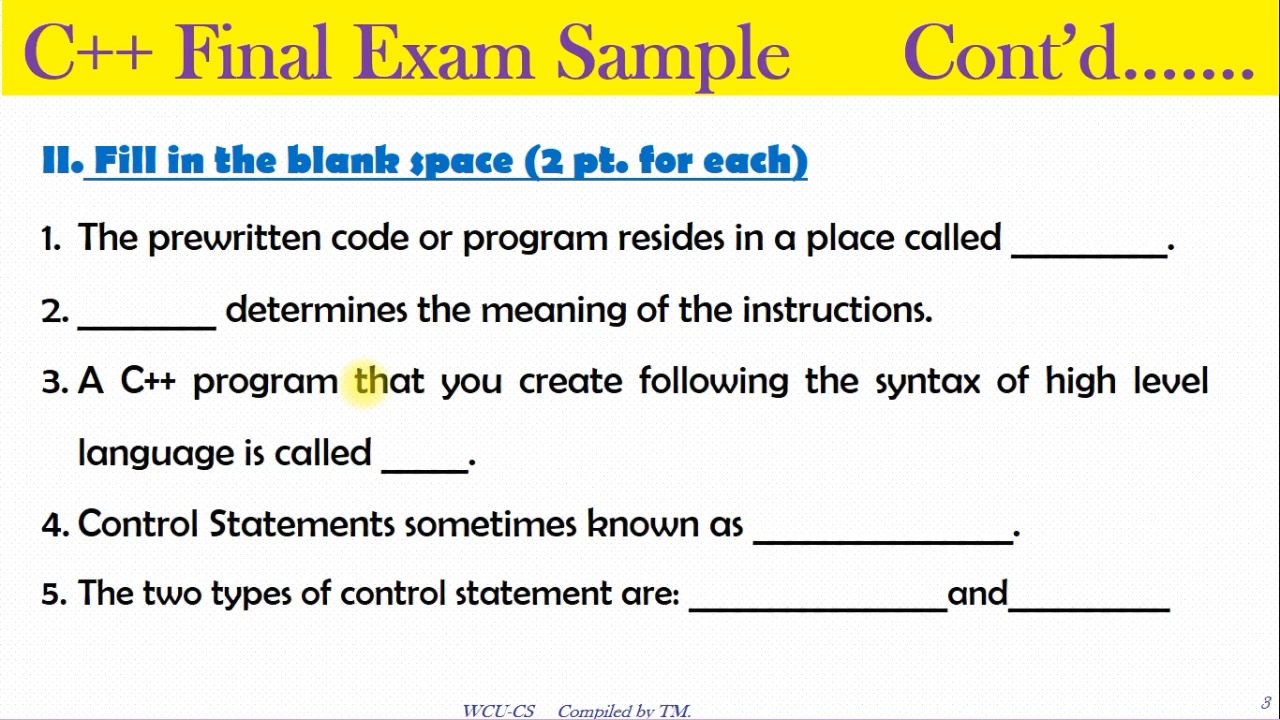 C++ Final Exam Sample Cont'd.......
II. Fill in the blank space (2 pt. for each)
1. The prewritten code or program resides in a place called _________.
2. ________ determines the meaning of the instructions.
3. A C++ program that you create following the syntax of high level
language is called _____.
4. Control Statements sometimes known as _______________.
5. The two types of control statement are: _______________and_________
WCU-CS Compiled by TM.
3